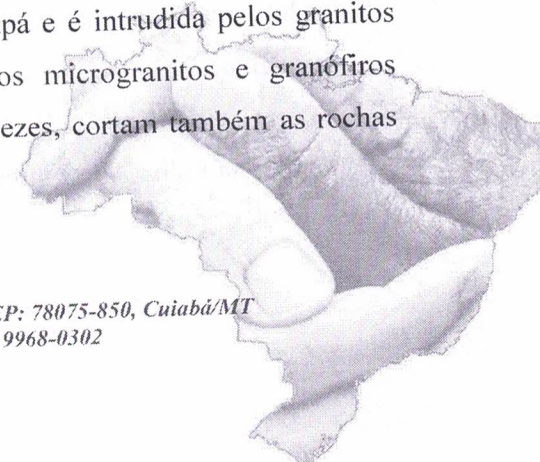 pá e é intrudida pelos granitos
os microgranitos e granófiros
ezes, cortam também as rochas
EP: 78075-850, Cuiabá/MT
9968-0302